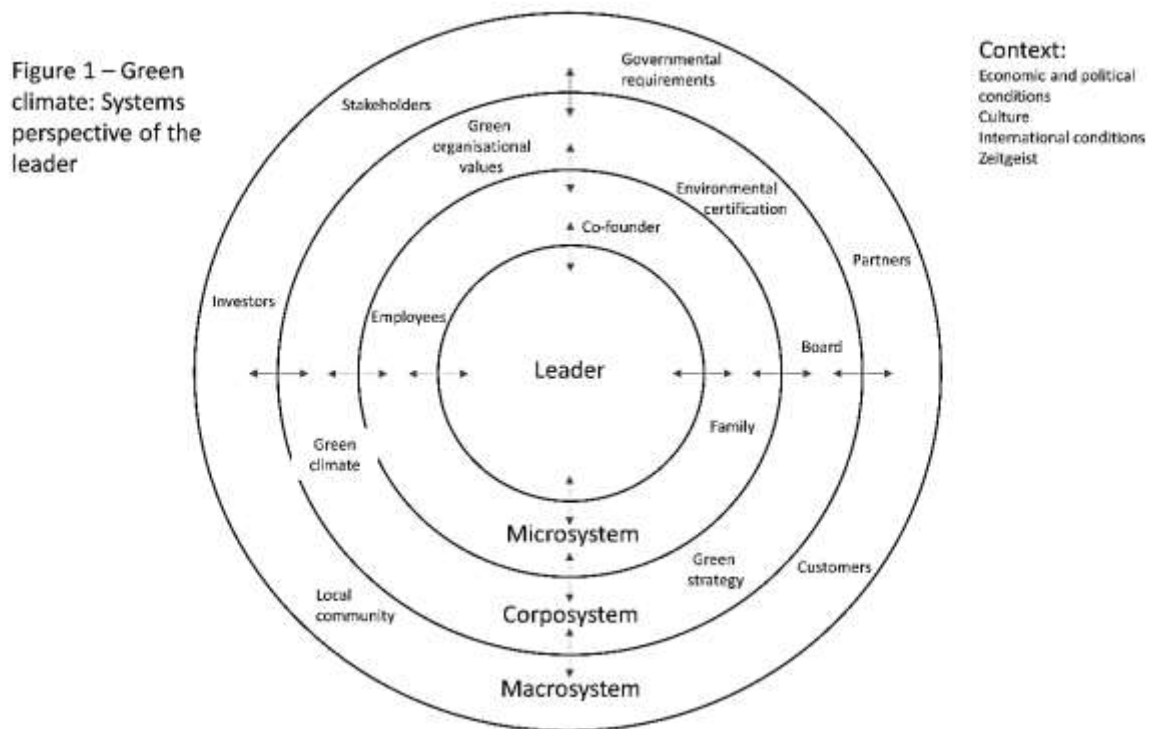 Figure 1 – Green
climate: Systems
perspective of the
leader
Context:
Economic and political
conditions
Culture
International conditions
Zeitgeist
Governmental
requirements
Stakeholders
Green
organisational
values
Environmental
certification
Co-founder
Partners
Investors
Employees
Board
Leader
Family
Green
climate
Microsystem
Green
strategy
Customers
Local
community
Corposystem
Macrosystem